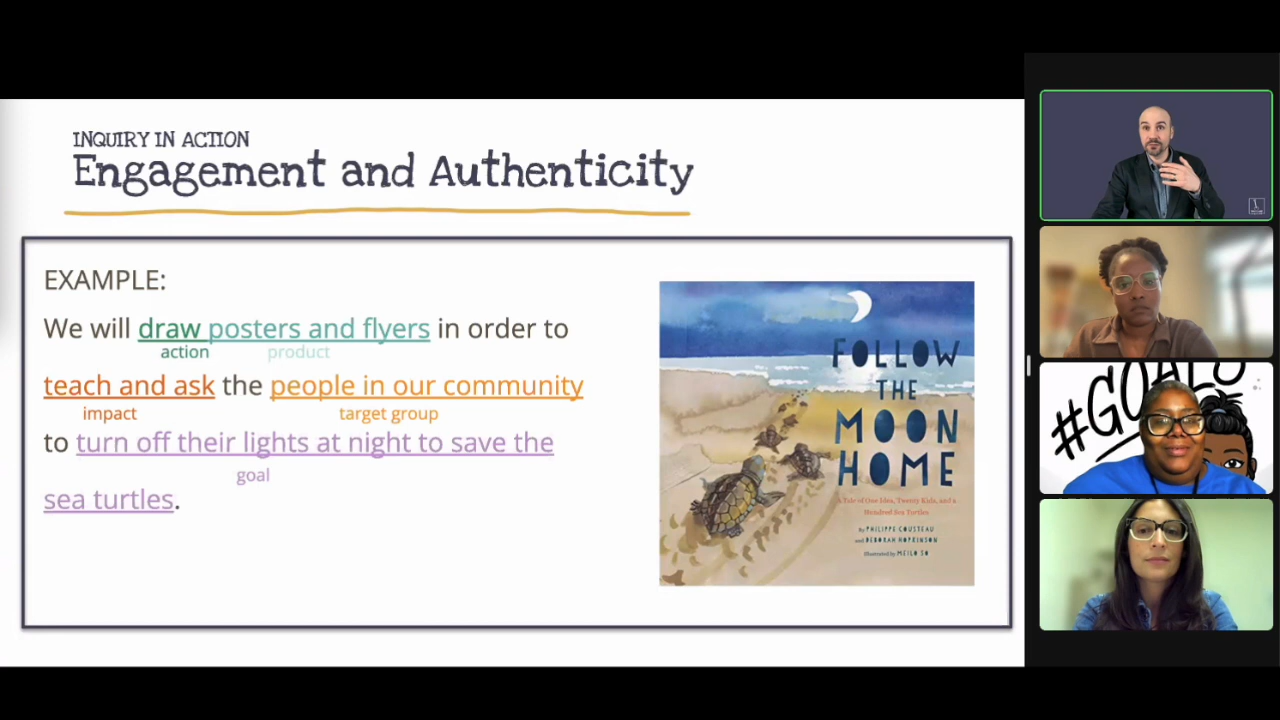 INQUIRY IN ACTION
Engagement and Authenticity
EXAMPLE:
We will draw posters and flyers in order to
action product
teach and ask the people in our community
impact target group
to turn off their lights at night to save the
goal
sea turtles.
FOLLOW
THE
MOON
HOME
A Tale of One Idea, Twenty Kids, and a
Hundred Sea Turtles
By PHILIPPE COUSTEAU
and DEBORAH HOPKINSON
Illustrated by MEILO SO
#GOALS